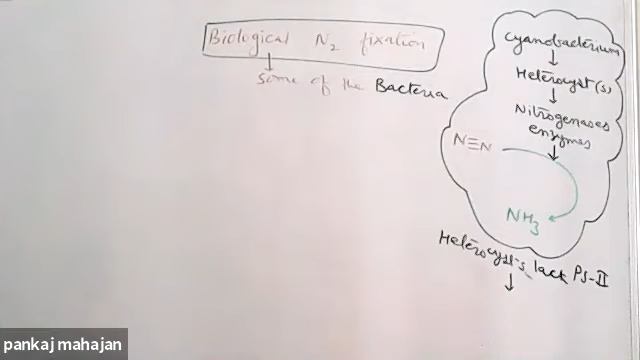 Biological N₂ fixation
↓
some of the Bacteria
cyanobacterium
↓
Heterocyst(s)
↓
Nitrogenases
enzymes
↓
N≡N
NH₃
Heterocysts lack PS-II
↓
pankaj mahajan